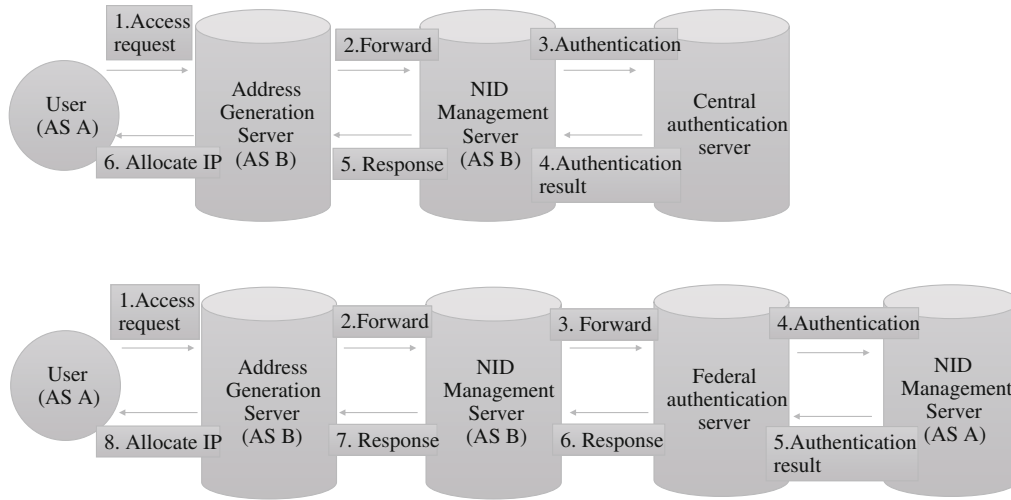 1.Access
request
2.Forward
3.Authentication
User
(AS A)
Address
Generation
Server
(AS B)
NID
Management
Server
(AS B)
Central
authentication
server
6. Allocate IP
5. Response
4.Authentication
result
1.Access
request
2.Forward
3. Forward
4.Authentication
User
(AS A)
Address
Generation
Server
(AS B)
NID
Management
Server
(AS B)
Federal
authentication
server
NID
Management
Server
(AS A)
8. Allocate IP
7. Response
6. Response
5.Authentication
result